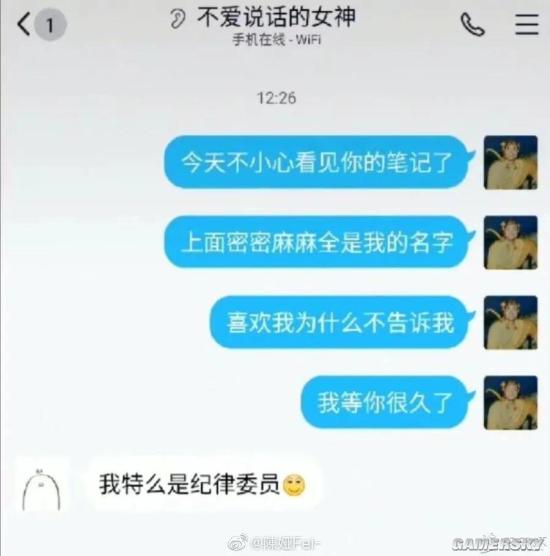 1
不爱说话的女神
手机在线 - WiFi
12:26
今天不小心看见你的笔记了
上面密密麻麻全是我的名字
喜欢我为什么不告诉我
我等你很久了
我特么是纪律委员
GAMERSKY